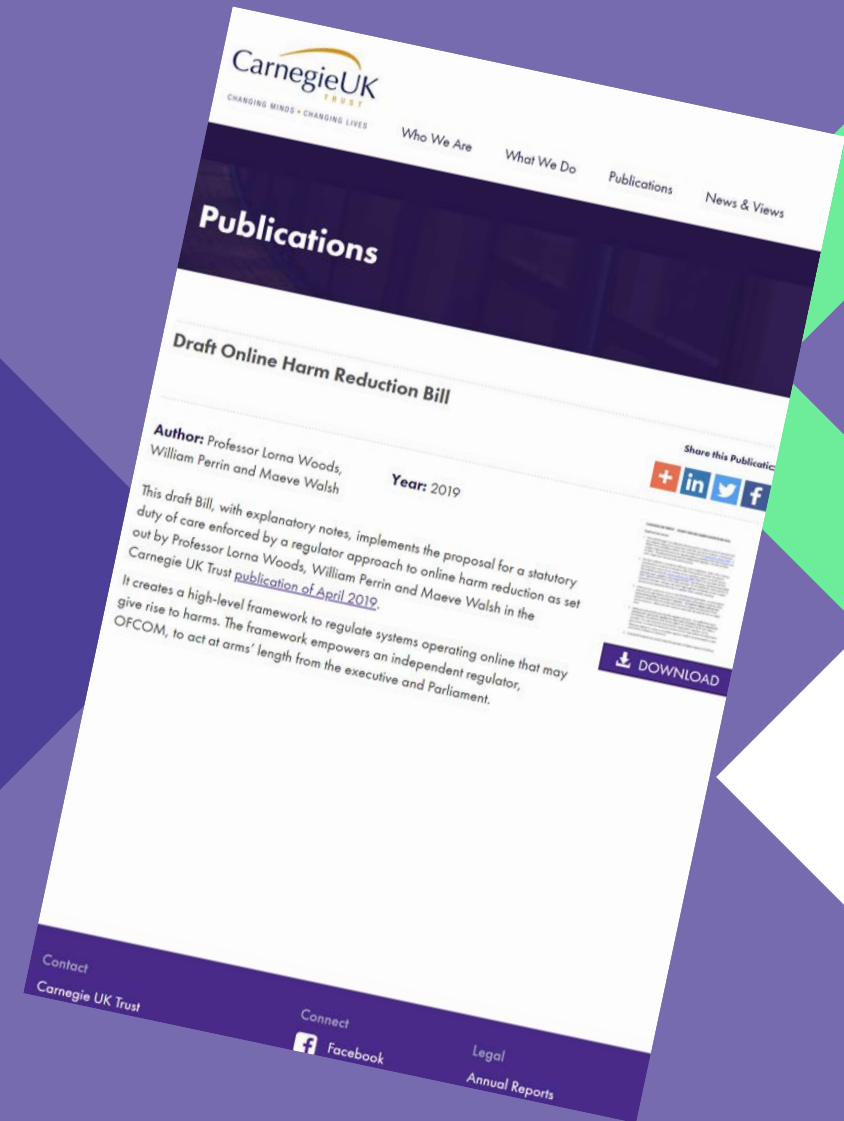 CarnegieUK
TRUST
CHANGING MINDS • CHANGING LIVES
Who We Are
What We Do
Publications
News & Views
Publications
Draft Online Harm Reduction Bill
Author: Professor Lorna Woods,
William Perrin and Maeve Walsh
Year: 2019
Share this Publicatio
This draft Bill, with explanatory notes, implements the proposal for a statutory
duty of care enforced by a regulator approach to online harm reduction as set
out by Professor Lorna Woods, William Perrin and Maeve Walsh in the
Carnegie UK Trust publication of April 2019.
It creates a high-level framework to regulate systems operating online that may
give rise to harms. The framework empowers an independent regulator,
OFCOM, to act at arms' length from the executive and Parliament.
DOWNLOAD
Contact
Carnegie UK Trust
Connect
Facebook
Legal
Annual Reports